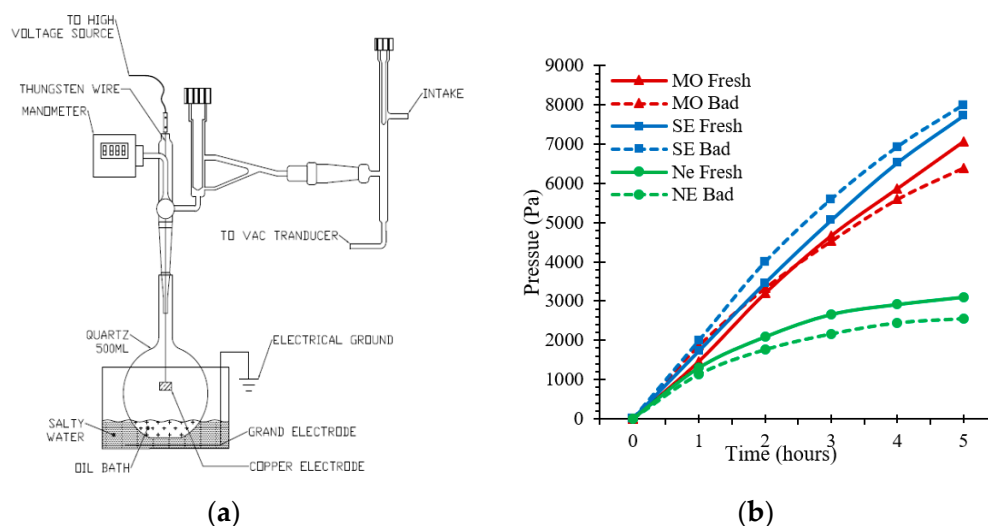 TO HIGH
VOLTAGE SOURCE
THUNGSTEN WIRE
MANOMETER
INTAKE
TO VAC TRANDUCER
QUARTZ
500ML
ELECTRICAL GROUND
SALTY
WATER
GRAND ELECTRODE
OIL BATH
COPPER ELECTRODE
(a)
9000
8000
7000
6000
5000
4000
3000
2000
1000
0
Pressue (Pa)
MO Fresh
MO Bad
SE Fresh
SE Bad
Ne Fresh
NE Bad
0 1 2 3 4 5
Time (hours)
(b)